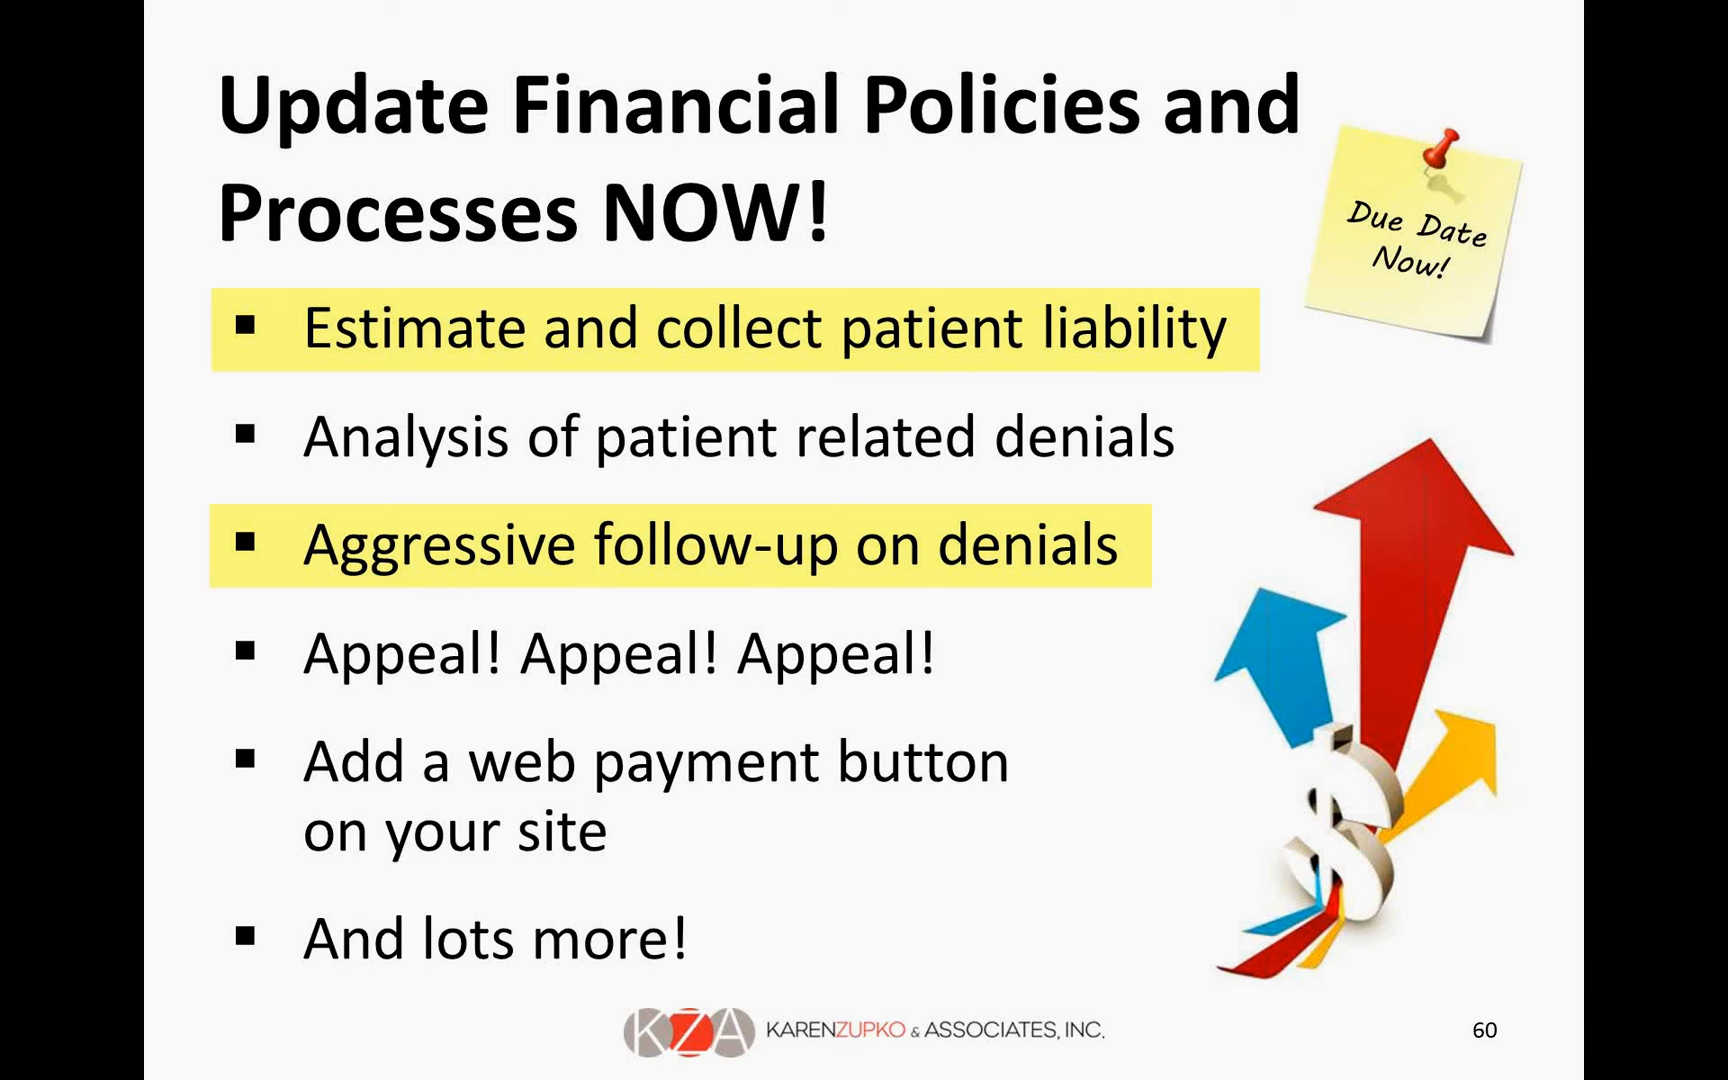 Update Financial Policies and
Processes NOW!
Due Date
Now!
▪ Estimate and collect patient liability
▪ Analysis of patient related denials
▪ Aggressive follow-up on denials
▪ Appeal! Appeal! Appeal!
▪ Add a web payment button
on your site
▪ And lots more!
KZA KARENZUPKO & ASSOCIATES, INC.
60